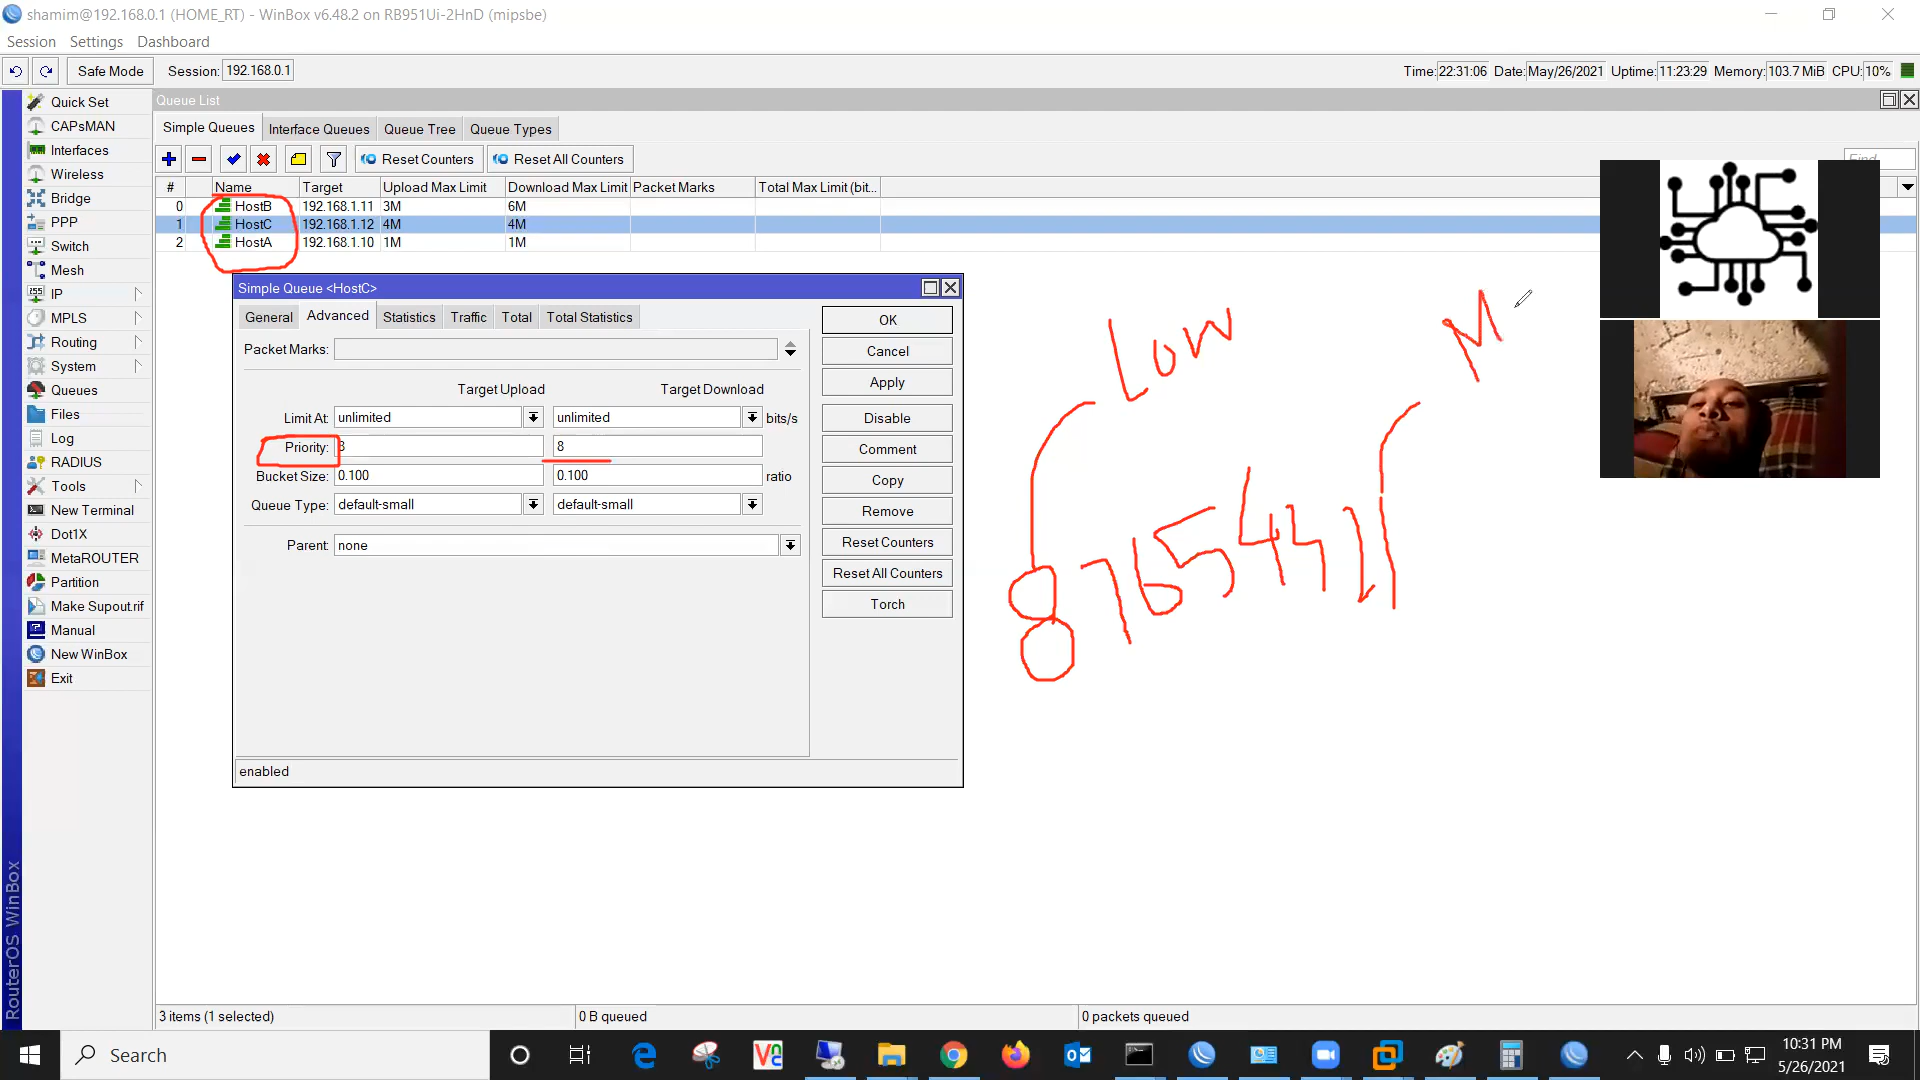 shamim@192.168.0.1 (HOME_RT) - WinBox v6.48.2 on RB951Ui-2HnD (mipsbe)
Session Settings Dashboard
Safe Mode Session: 192.168.0.1 Time: 22:31:06 Date: May/26/2021 Uptime: 11:23:29 Memory: 103.7 MiB CPU: 10%
Quick Set
CAPsMAN
Interfaces
Wireless
Bridge
PPP
Switch
Mesh
IP
MPLS
Routing
System
Queues
Files
Log
RADIUS
Tools
New Terminal
Dot1X
MetaROUTER
Partition
Make Supout.rif
Manual
New WinBox
Exit
RouterOS WinBox
Queue List
Simple Queues Interface Queues Queue Tree Queue Types
Reset Counters Reset All Counters Find
# Name Target Upload Max Limit Download Max Limit Packet Marks Total Max Limit (bit...
0 HostB 192.168.1.11 3M 6M
1 HostC 192.168.1.12 4M 4M
2 HostA 192.168.1.10 1M 1M
Simple Queue <HostC>
General Advanced Statistics Traffic Total Total Statistics
Packet Marks:
Target Upload Target Download
Limit At: unlimited unlimited bits/s
Priority: 8 8
Bucket Size: 0.100 0.100 ratio
Queue Type: default-small default-small
Parent: none
enabled
OK
Cancel
Apply
Disable
Comment
Copy
Remove
Reset Counters
Reset All Counters
Torch
Low
M
8 7 6 5 4
3 items (1 selected) 0 B queued 0 packets queued
Search
10:31 PM
5/26/2021